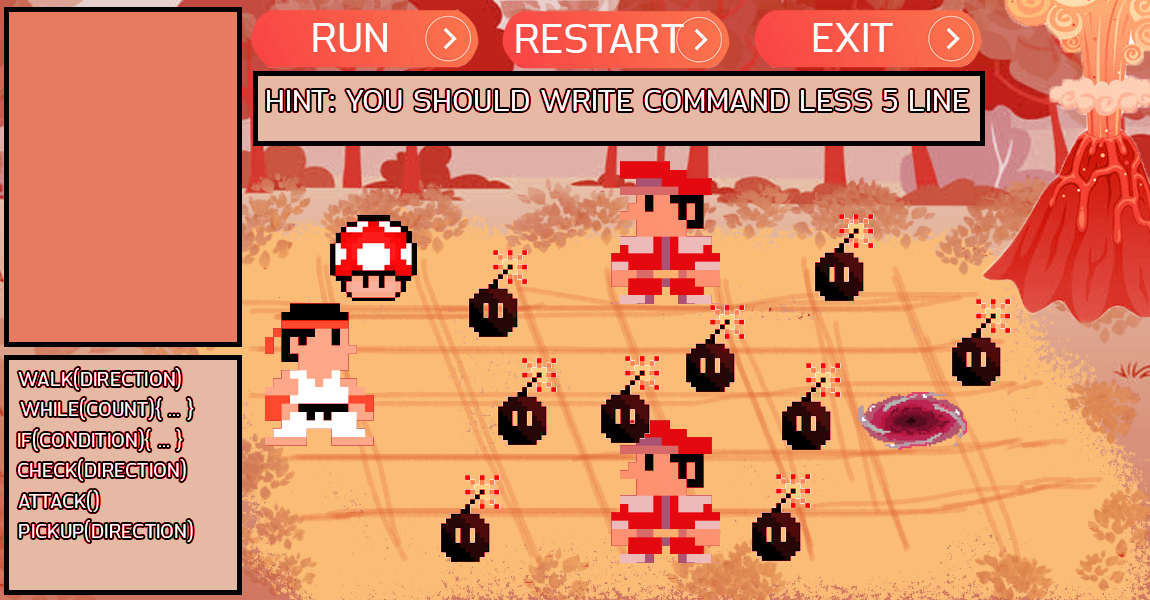 RUN
RESTART
EXIT
HINT: YOU SHOULD WRITE COMMAND LESS 5 LINE
WALK(DIRECTION)
WHILE(COUNT){ ... }
IF(CONDITION){ ... }
CHECK(DIRECTION)
ATTACK()
PICKUP(DIRECTION)